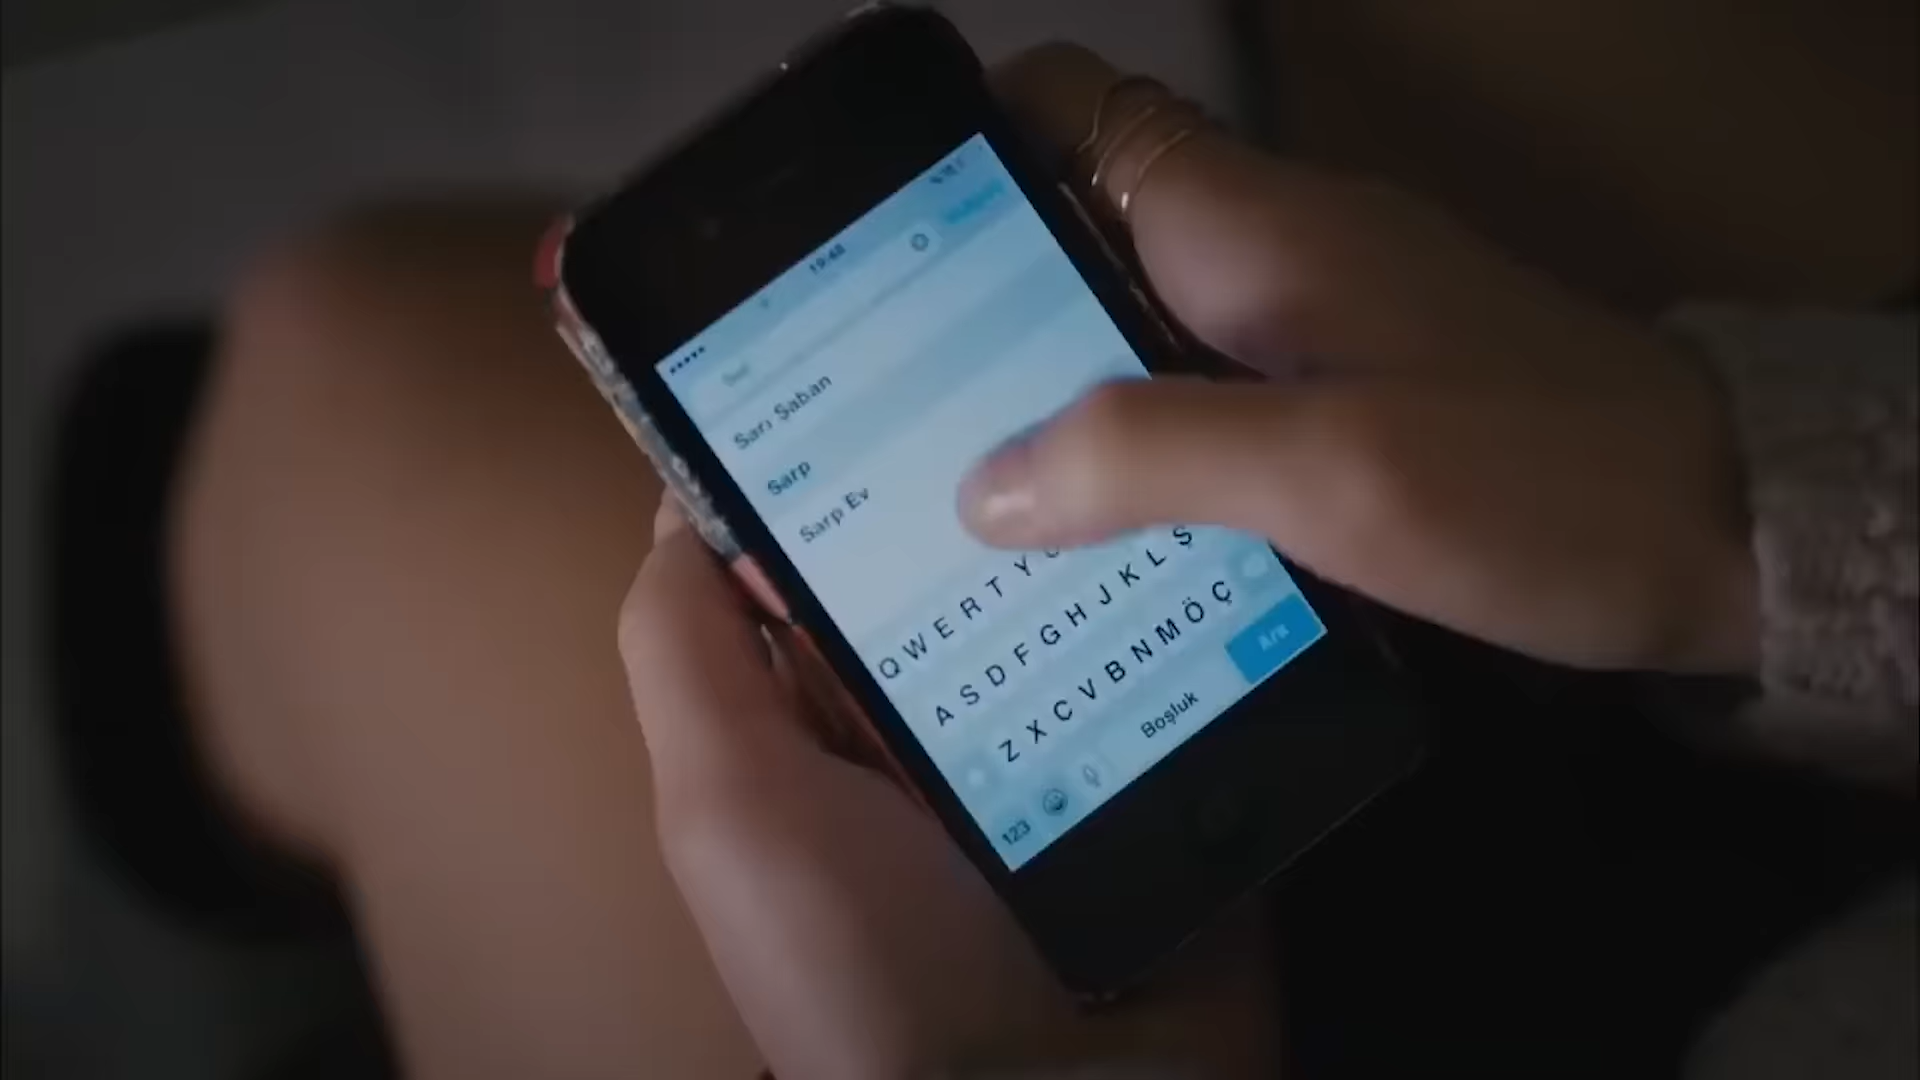 19:48
Sarı Şaban
Sarp
Sarp Ev
Q W E R T Y U
A S D F G H J K L Ş
Z X C V B N M Ö Ç
123 Boşluk Ara